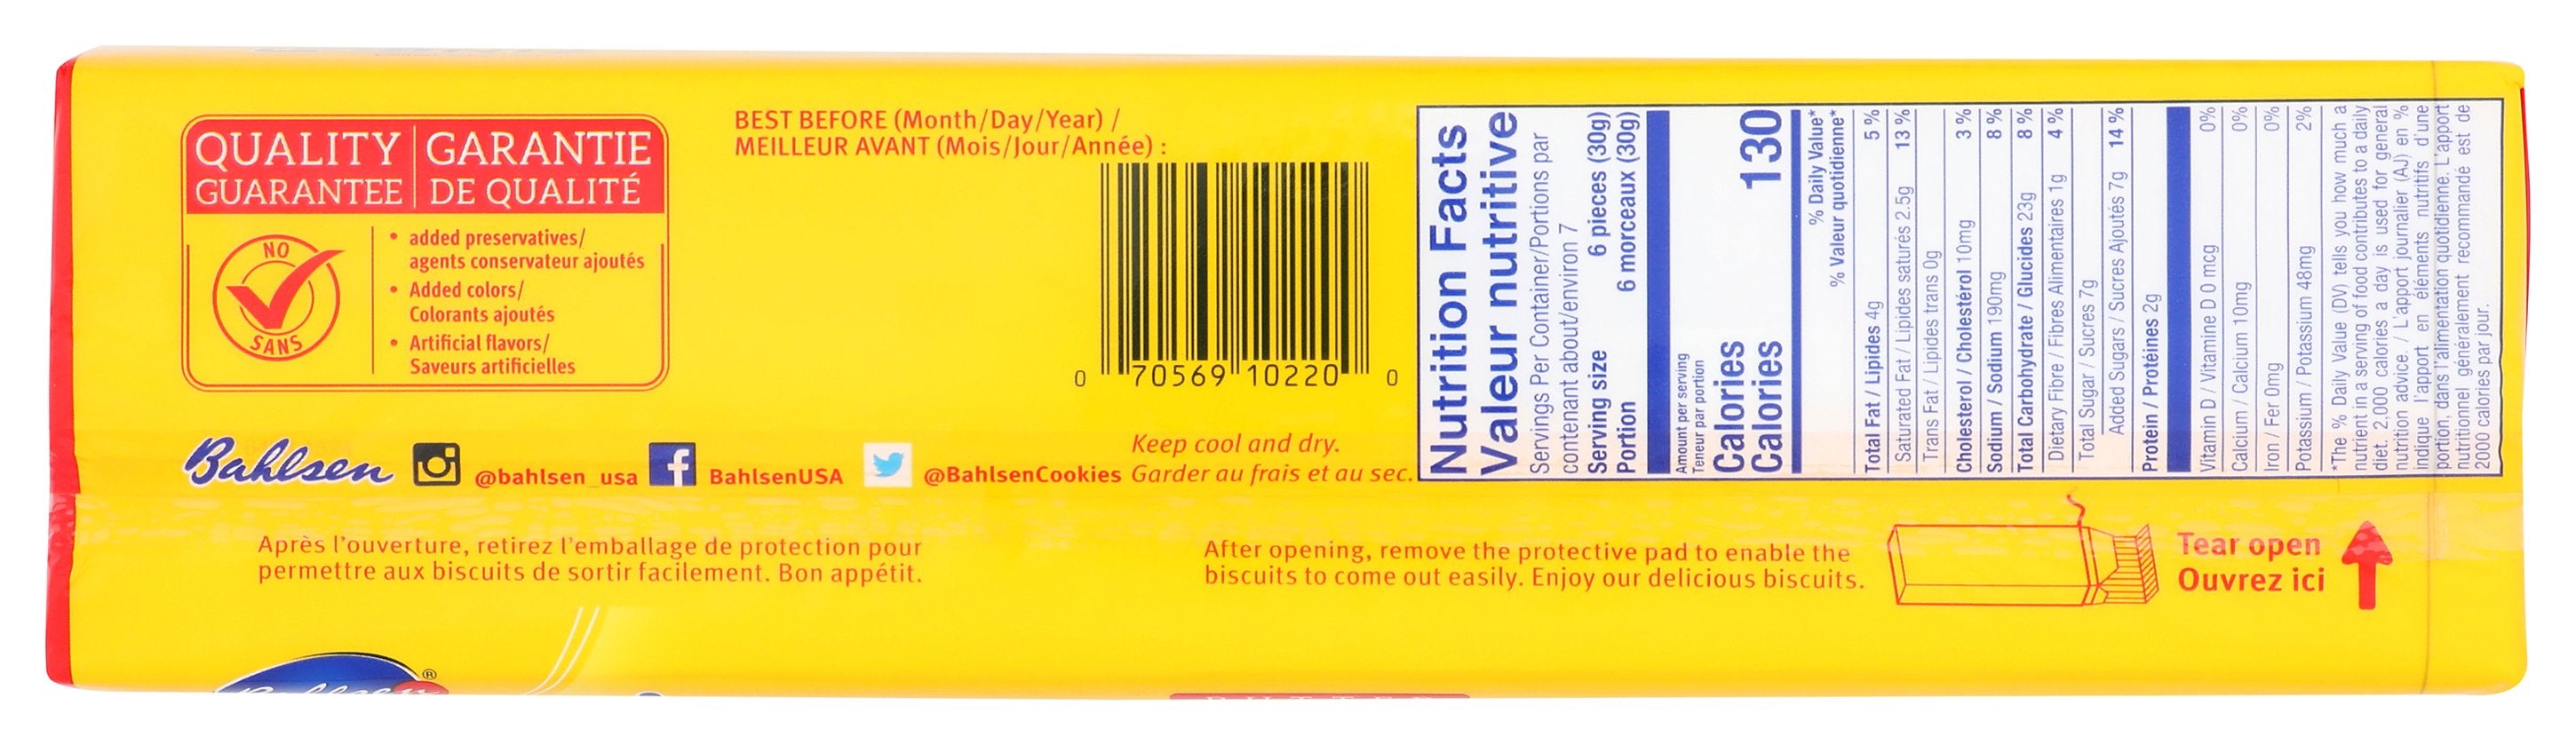 QUALITY
GUARANTEE
GARANTIE
DE QUALITÉ
NO
SANS
• added preservatives/
agents conservateur ajoutés
• Added colors/
Colorants ajoutés
• Artificial flavors/
Saveurs artificielles
BEST BEFORE (Month/Day/Year) /
MEILLEUR AVANT (Mois/Jour/Année) :
0 70569 10220 0
Bahlsen
@bahlsen_usa
BahlsenUSA
@BahlsenCookies
Keep cool and dry.
Garder au frais et au sec.
Nutrition Facts
Valeur nutritive
Servings Per Container/Portions par
contenant about/environ 7
Serving size 6 pieces (30g)
Portion 6 morceaux (30g)
Amount per serving
Teneur par portion
Calories
Calories 130
% Daily Value*
% Valeur quotidienne*
Total Fat / Lipides 4g 5 %
Saturated Fat / Lipides saturés 2.5g 13 %
Trans Fat / Lipides trans 0g
Cholesterol / Cholestérol 10mg 3 %
Sodium / Sodium 190mg 8 %
Total Carbohydrate / Glucides 23g 8 %
Dietary Fibre / Fibres Alimentaires 1g 4 %
Total Sugar / Sucres 7g
Added Sugars / Sucres Ajoutés 7g 14 %
Protein / Protéines 2g
Vitamin D / Vitamine D 0 mcg 0%
Calcium / Calcium 10mg 0%
Iron / Fer 0mg 0%
Potassium / Potassium 48mg 2%
*The % Daily Value (DV) tells you how much a
nutrient in a serving of food contributes to a daily
diet. 2,000 calories a day is used for general
nutrition advice. / L'apport journalier (AJ) en %
indique l'apport en éléments nutritifs d'une
portion, dans l'alimentation quotidienne. L'apport
nutritionnel généralement recommandé est de
2000 calories par jour.
Après l'ouverture, retirez l'emballage de protection pour
permettre aux biscuits de sortir facilement. Bon appétit.
After opening, remove the protective pad to enable the
biscuits to come out easily. Enjoy our delicious biscuits.
Tear open
Ouvrez ici
Bahlsen®